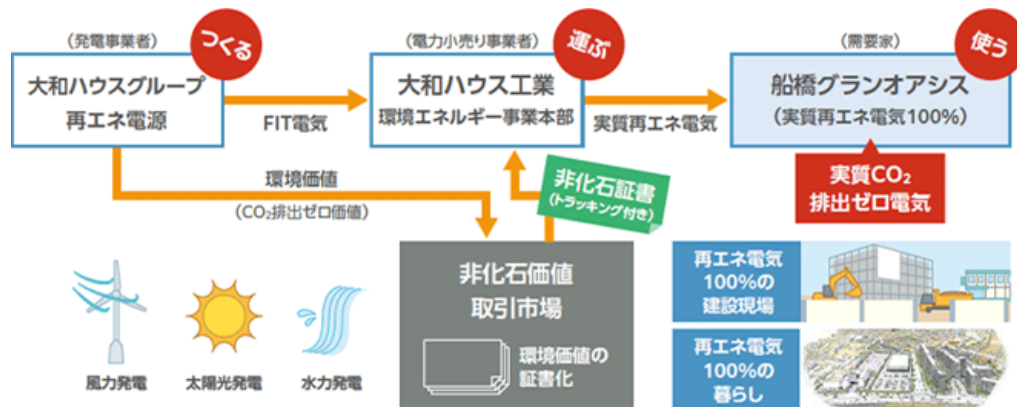 (発電事業者)
つくる
大和ハウスグループ
再エネ電源
FIT電気
(電力小売り事業者)
運ぶ
大和ハウス工業
環境エネルギー事業本部
実質再エネ電気
(需要家)
使う
船橋グランオアシス
(実質再エネ電気100%)
実質CO₂
排出ゼロ電気
環境価値
(CO₂排出ゼロ価値)
非化石証書
(トラッキング付き)
非化石価値
取引市場
環境価値の
証書化
風力発電
太陽光発電
水力発電
再エネ電気
100%の
建設現場
再エネ電気
100%の
暮らし